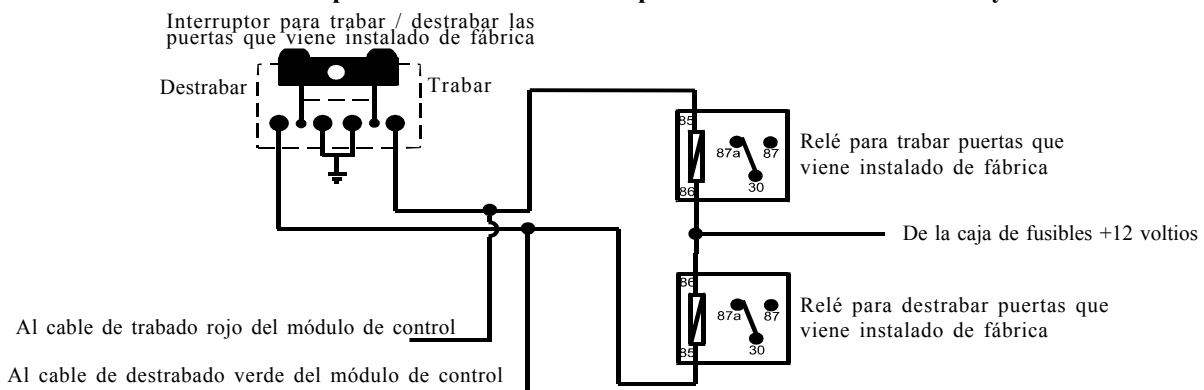 Interruptor para trabar / destrabar las
puertas que viene instalado de fábrica
Destrabar
Trabar
85
87a
87
86
30
Relé para trabar puertas que
viene instalado de fábrica
De la caja de fusibles +12 voltios
86
87a
87
85
30
Relé para destrabar puertas que
viene instalado de fábrica
Al cable de trabado rojo del módulo de control
Al cable de destrabado verde del módulo de control